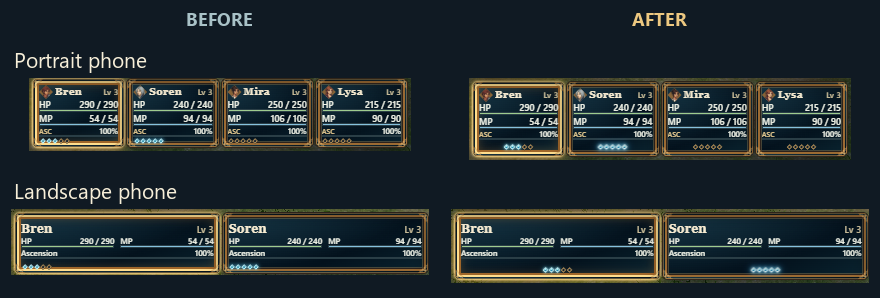 BEFORE AFTER
Portrait phone
Bren Lv 3 Soren Lv 3 Mira Lv 3 Lysa Lv 3
HP 290 / 290 HP 240 / 240 HP 250 / 250 HP 215 / 215
MP 54 / 54 MP 94 / 94 MP 106 / 106 MP 90 / 90
ASC 100% ASC 100% ASC 100% ASC 100%
Bren Lv 3 Soren Lv 3 Mira Lv 3 Lysa Lv 3
HP 290 / 290 HP 240 / 240 HP 250 / 250 HP 215 / 215
MP 54 / 54 MP 94 / 94 MP 106 / 106 MP 90 / 90
ASC 100% ASC 100% ASC 100% ASC 100%
Landscape phone
Bren Lv 3 Soren Lv 3
HP 290 / 290 MP 54 / 54 HP 240 / 240 MP 94 / 94
Ascension 100% Ascension 100%
Bren Lv 3 Soren Lv 3
HP 290 / 290 MP 54 / 54 HP 240 / 240 MP 94 / 94
Ascension 100% Ascension 100%